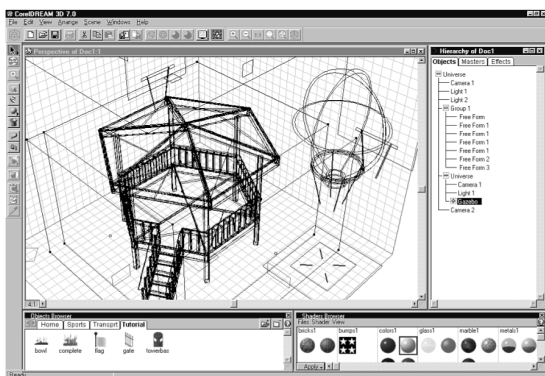 CorelDREAM 3D 7.0
File Edit View Arrange Scene Windows Help
Perspective of Doc1:1
Hierarchy of Doc1
Objects Masters Effects
Universe
Camera 1
Light 1
Light 2
Group 1
Free Form
Free Form 1
Free Form 1
Free Form 1
Free Form 1
Free Form 2
Free Form 3
Universe
Camera 1
Light 1
Gazebo
Camera 2
4:1
Objects Browser
Home Sports Transprt Tutorial
bowl complete flag gate towerbas
Shaders Browser
Files Shader View
bricks1 bumps1 colors1 glass1 marble1 metals1
Apply
Ready